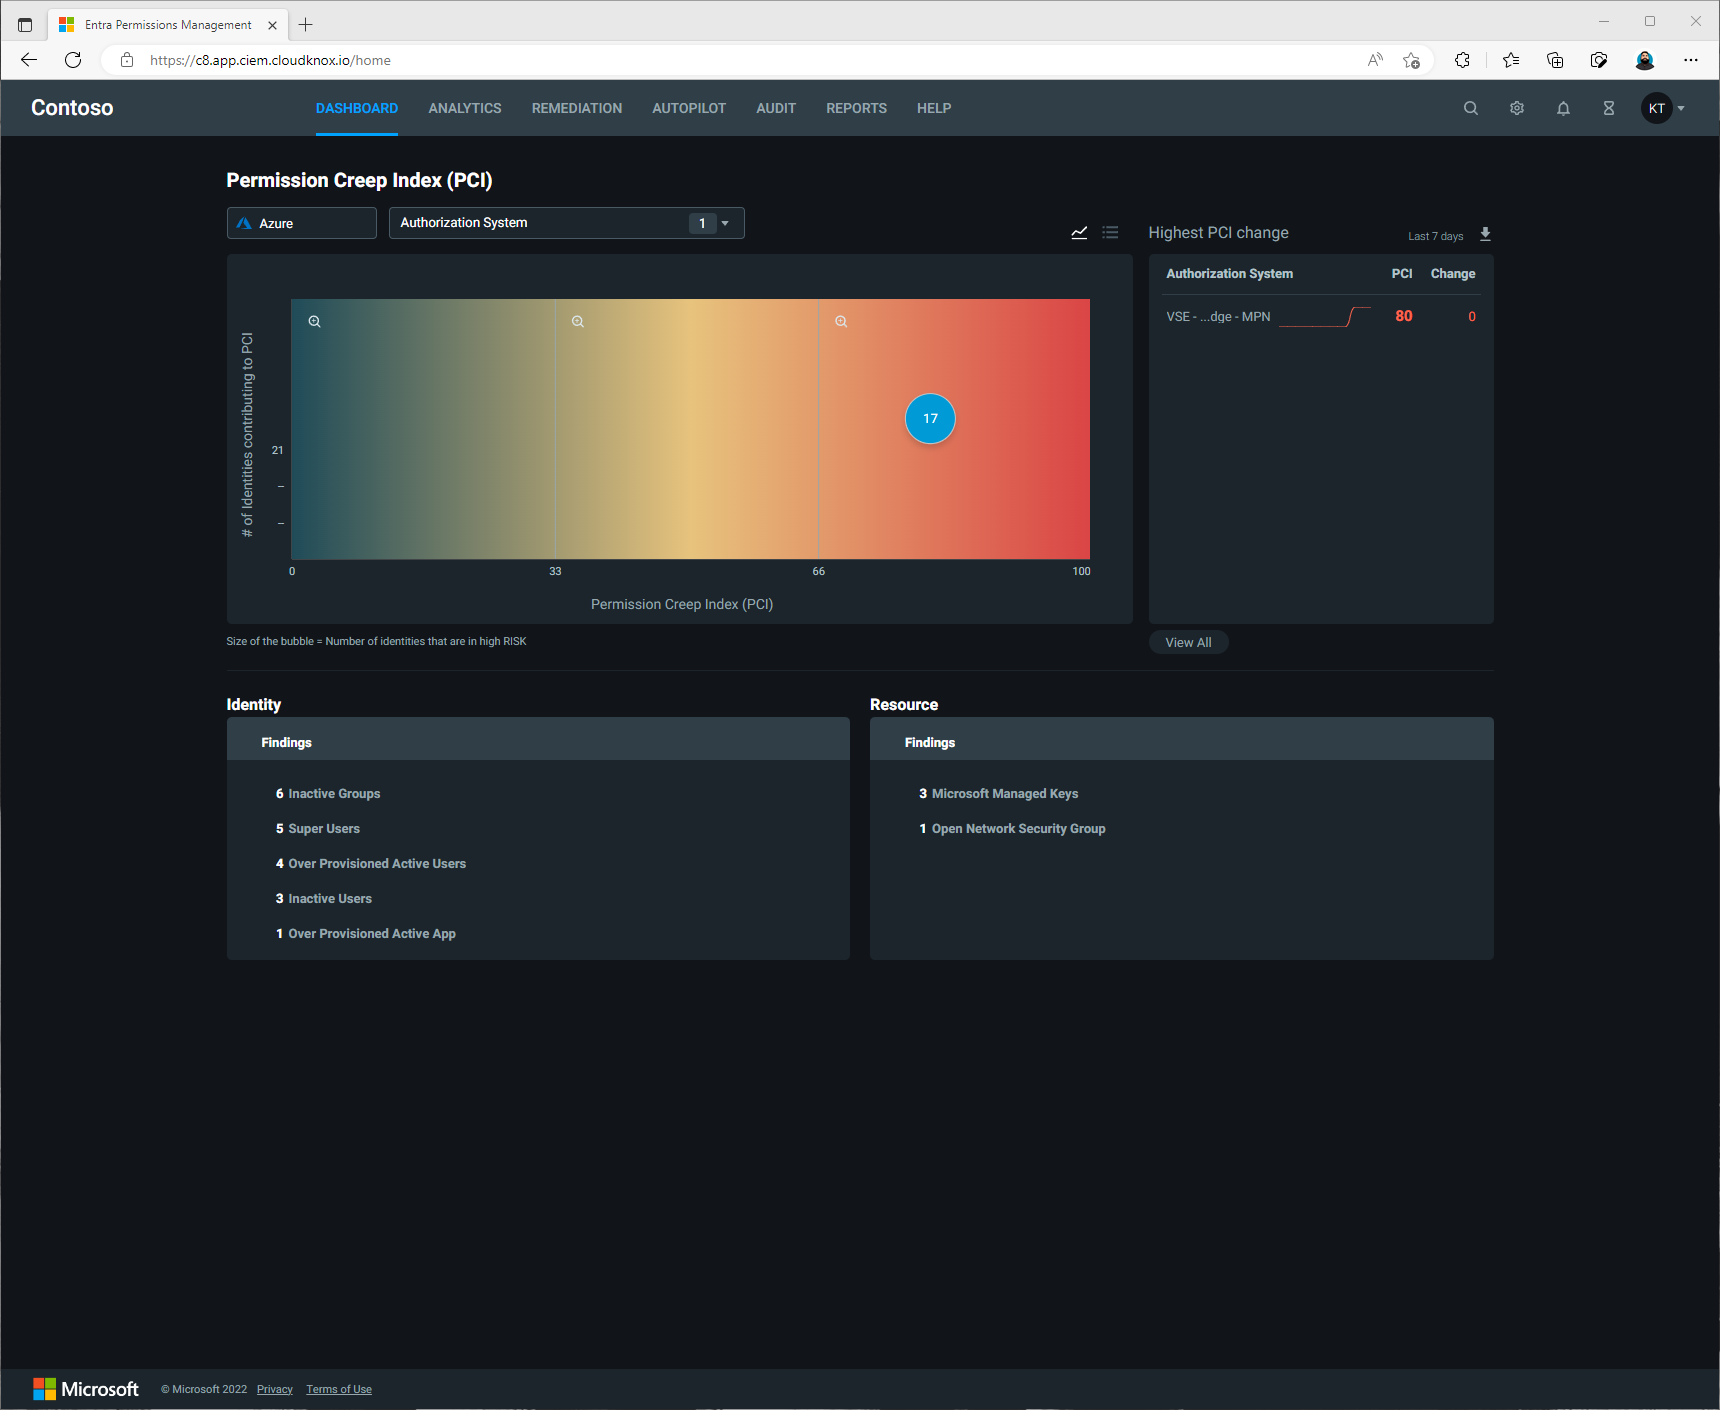 Entra Permissions Management
https://c8.app.ciem.cloudknox.io/home
Contoso
DASHBOARD ANALYTICS REMEDIATION AUTOPILOT AUDIT REPORTS HELP
KT
Permission Creep Index (PCI)
Azure
Authorization System 1
Highest PCI change Last 7 days
Authorization System PCI Change
VSE - ...dge - MPN 80 0
# of Identities contributing to PCI
17
21
–
–
0 33 66 100
Permission Creep Index (PCI)
Size of the bubble = Number of identities that are in high RISK
View All
Identity
Findings
6 Inactive Groups
5 Super Users
4 Over Provisioned Active Users
3 Inactive Users
1 Over Provisioned Active App
Resource
Findings
3 Microsoft Managed Keys
1 Open Network Security Group
Microsoft © Microsoft 2022 Privacy Terms of Use